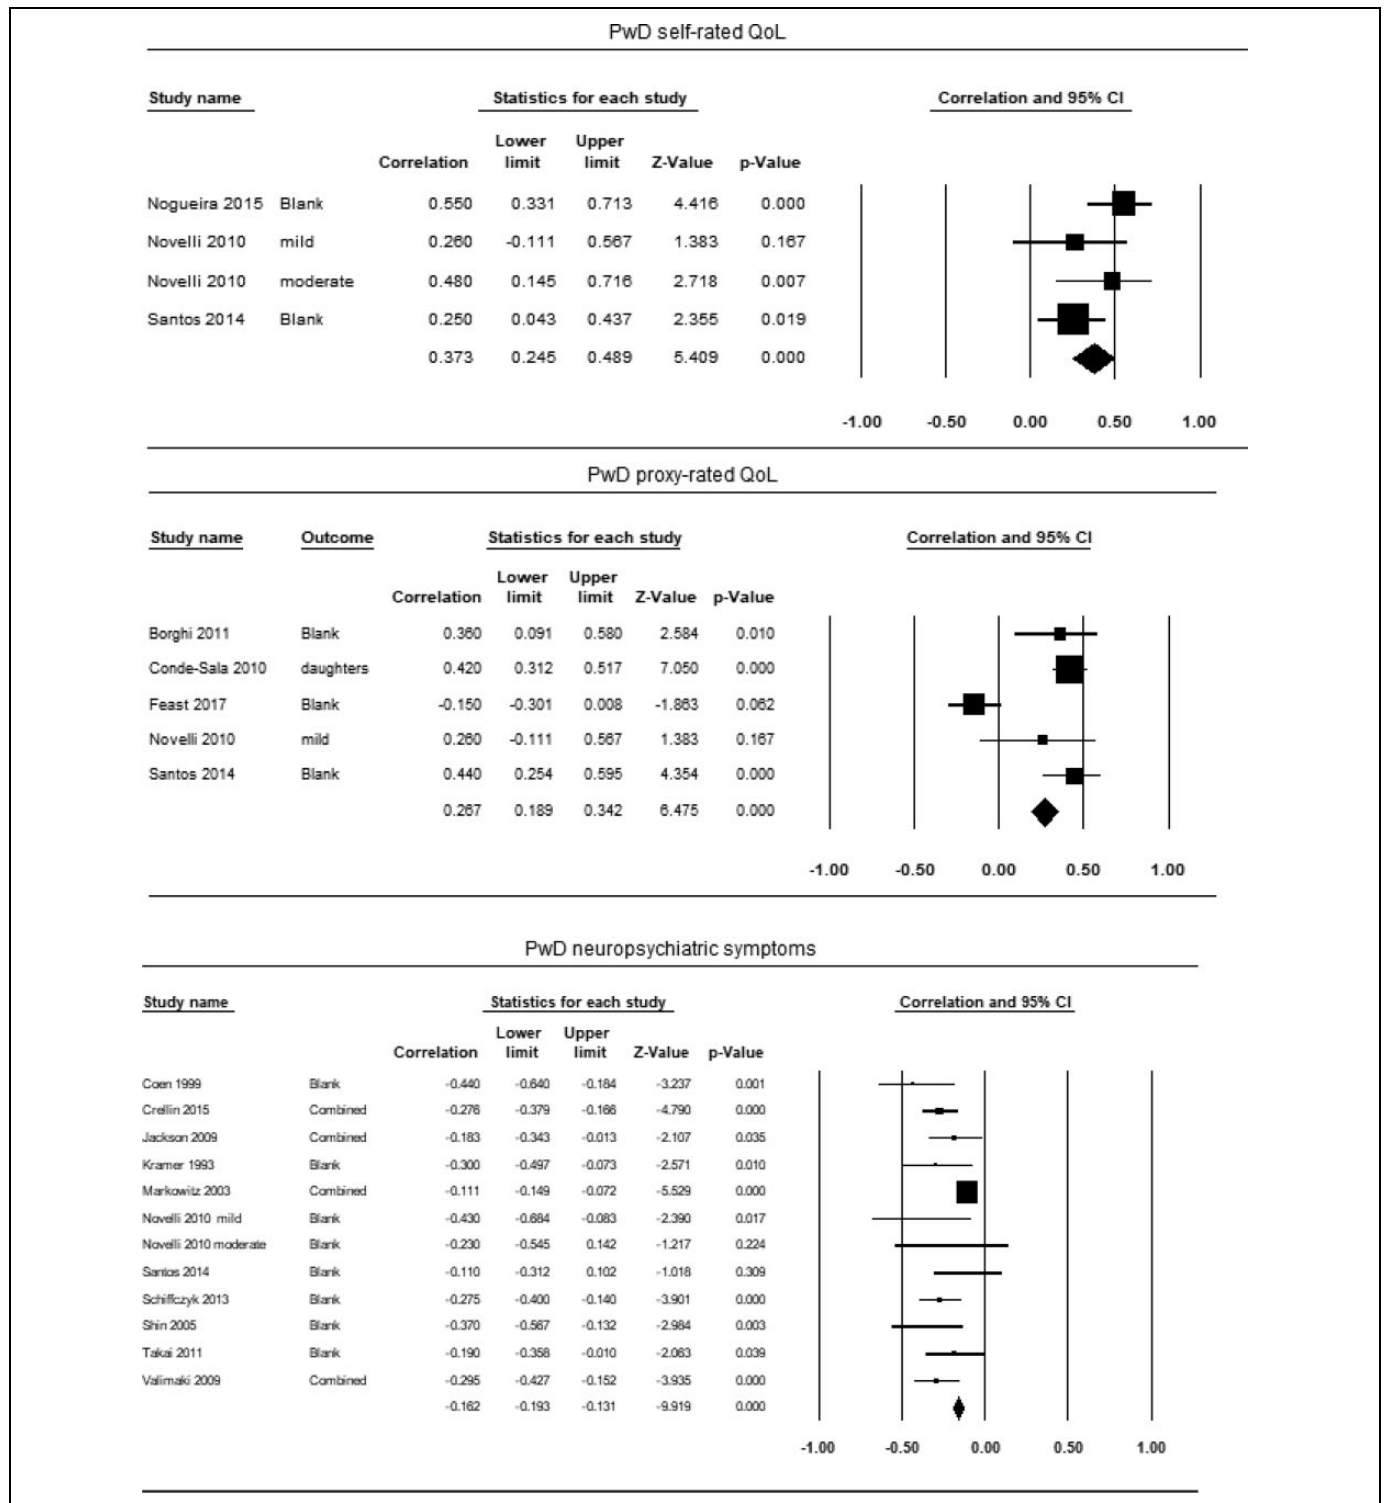 PwD self-rated QoL
Study name Statistics for each study Correlation and 95% CI
Lower Upper
Correlation limit limit Z-Value p-Value
Nogueira 2015 Blank 0.550 0.331 0.713 4.416 0.000
Novelli 2010 mild 0.260 -0.111 0.567 1.383 0.167
Novelli 2010 moderate 0.480 0.145 0.716 2.718 0.007
Santos 2014 Blank 0.250 0.043 0.437 2.355 0.019
0.373 0.245 0.489 5.409 0.000
-1.00 -0.50 0.00 0.50 1.00
PwD proxy-rated QoL
Study name Outcome Statistics for each study Correlation and 95% CI
Lower Upper
Correlation limit limit Z-Value p-Value
Borghi 2011 Blank 0.360 0.091 0.580 2.584 0.010
Conde-Sala 2010 daughters 0.420 0.312 0.517 7.050 0.000
Feast 2017 Blank -0.150 -0.301 0.008 -1.863 0.062
Novelli 2010 mild 0.260 -0.111 0.567 1.383 0.167
Santos 2014 Blank 0.440 0.254 0.595 4.354 0.000
0.267 0.189 0.342 6.475 0.000
-1.00 -0.50 0.00 0.50 1.00
PwD neuropsychiatric symptoms
Study name Statistics for each study Correlation and 95% CI
Lower Upper
Correlation limit limit Z-Value p-Value
Coen 1999 Blank -0.440 -0.640 -0.184 -3.237 0.001
Crellin 2015 Combined -0.276 -0.379 -0.166 -4.790 0.000
Jackson 2009 Combined -0.183 -0.343 -0.013 -2.107 0.035
Kramer 1993 Blank -0.300 -0.497 -0.073 -2.571 0.010
Markowitz 2003 Combined -0.111 -0.149 -0.072 -5.529 0.000
Novelli 2010 mild Blank -0.430 -0.684 -0.083 -2.390 0.017
Novelli 2010 moderate Blank -0.230 -0.545 0.142 -1.217 0.224
Santos 2014 Blank -0.110 -0.312 0.102 -1.018 0.309
Schiffczyk 2013 Blank -0.275 -0.400 -0.140 -3.901 0.000
Shin 2005 Blank -0.370 -0.567 -0.132 -2.984 0.003
Takai 2011 Blank -0.190 -0.358 -0.010 -2.063 0.039
Valimaki 2009 Combined -0.295 -0.427 -0.152 -3.935 0.000
-0.162 -0.193 -0.131 -9.919 0.000
-1.00 -0.50 0.00 0.50 1.00